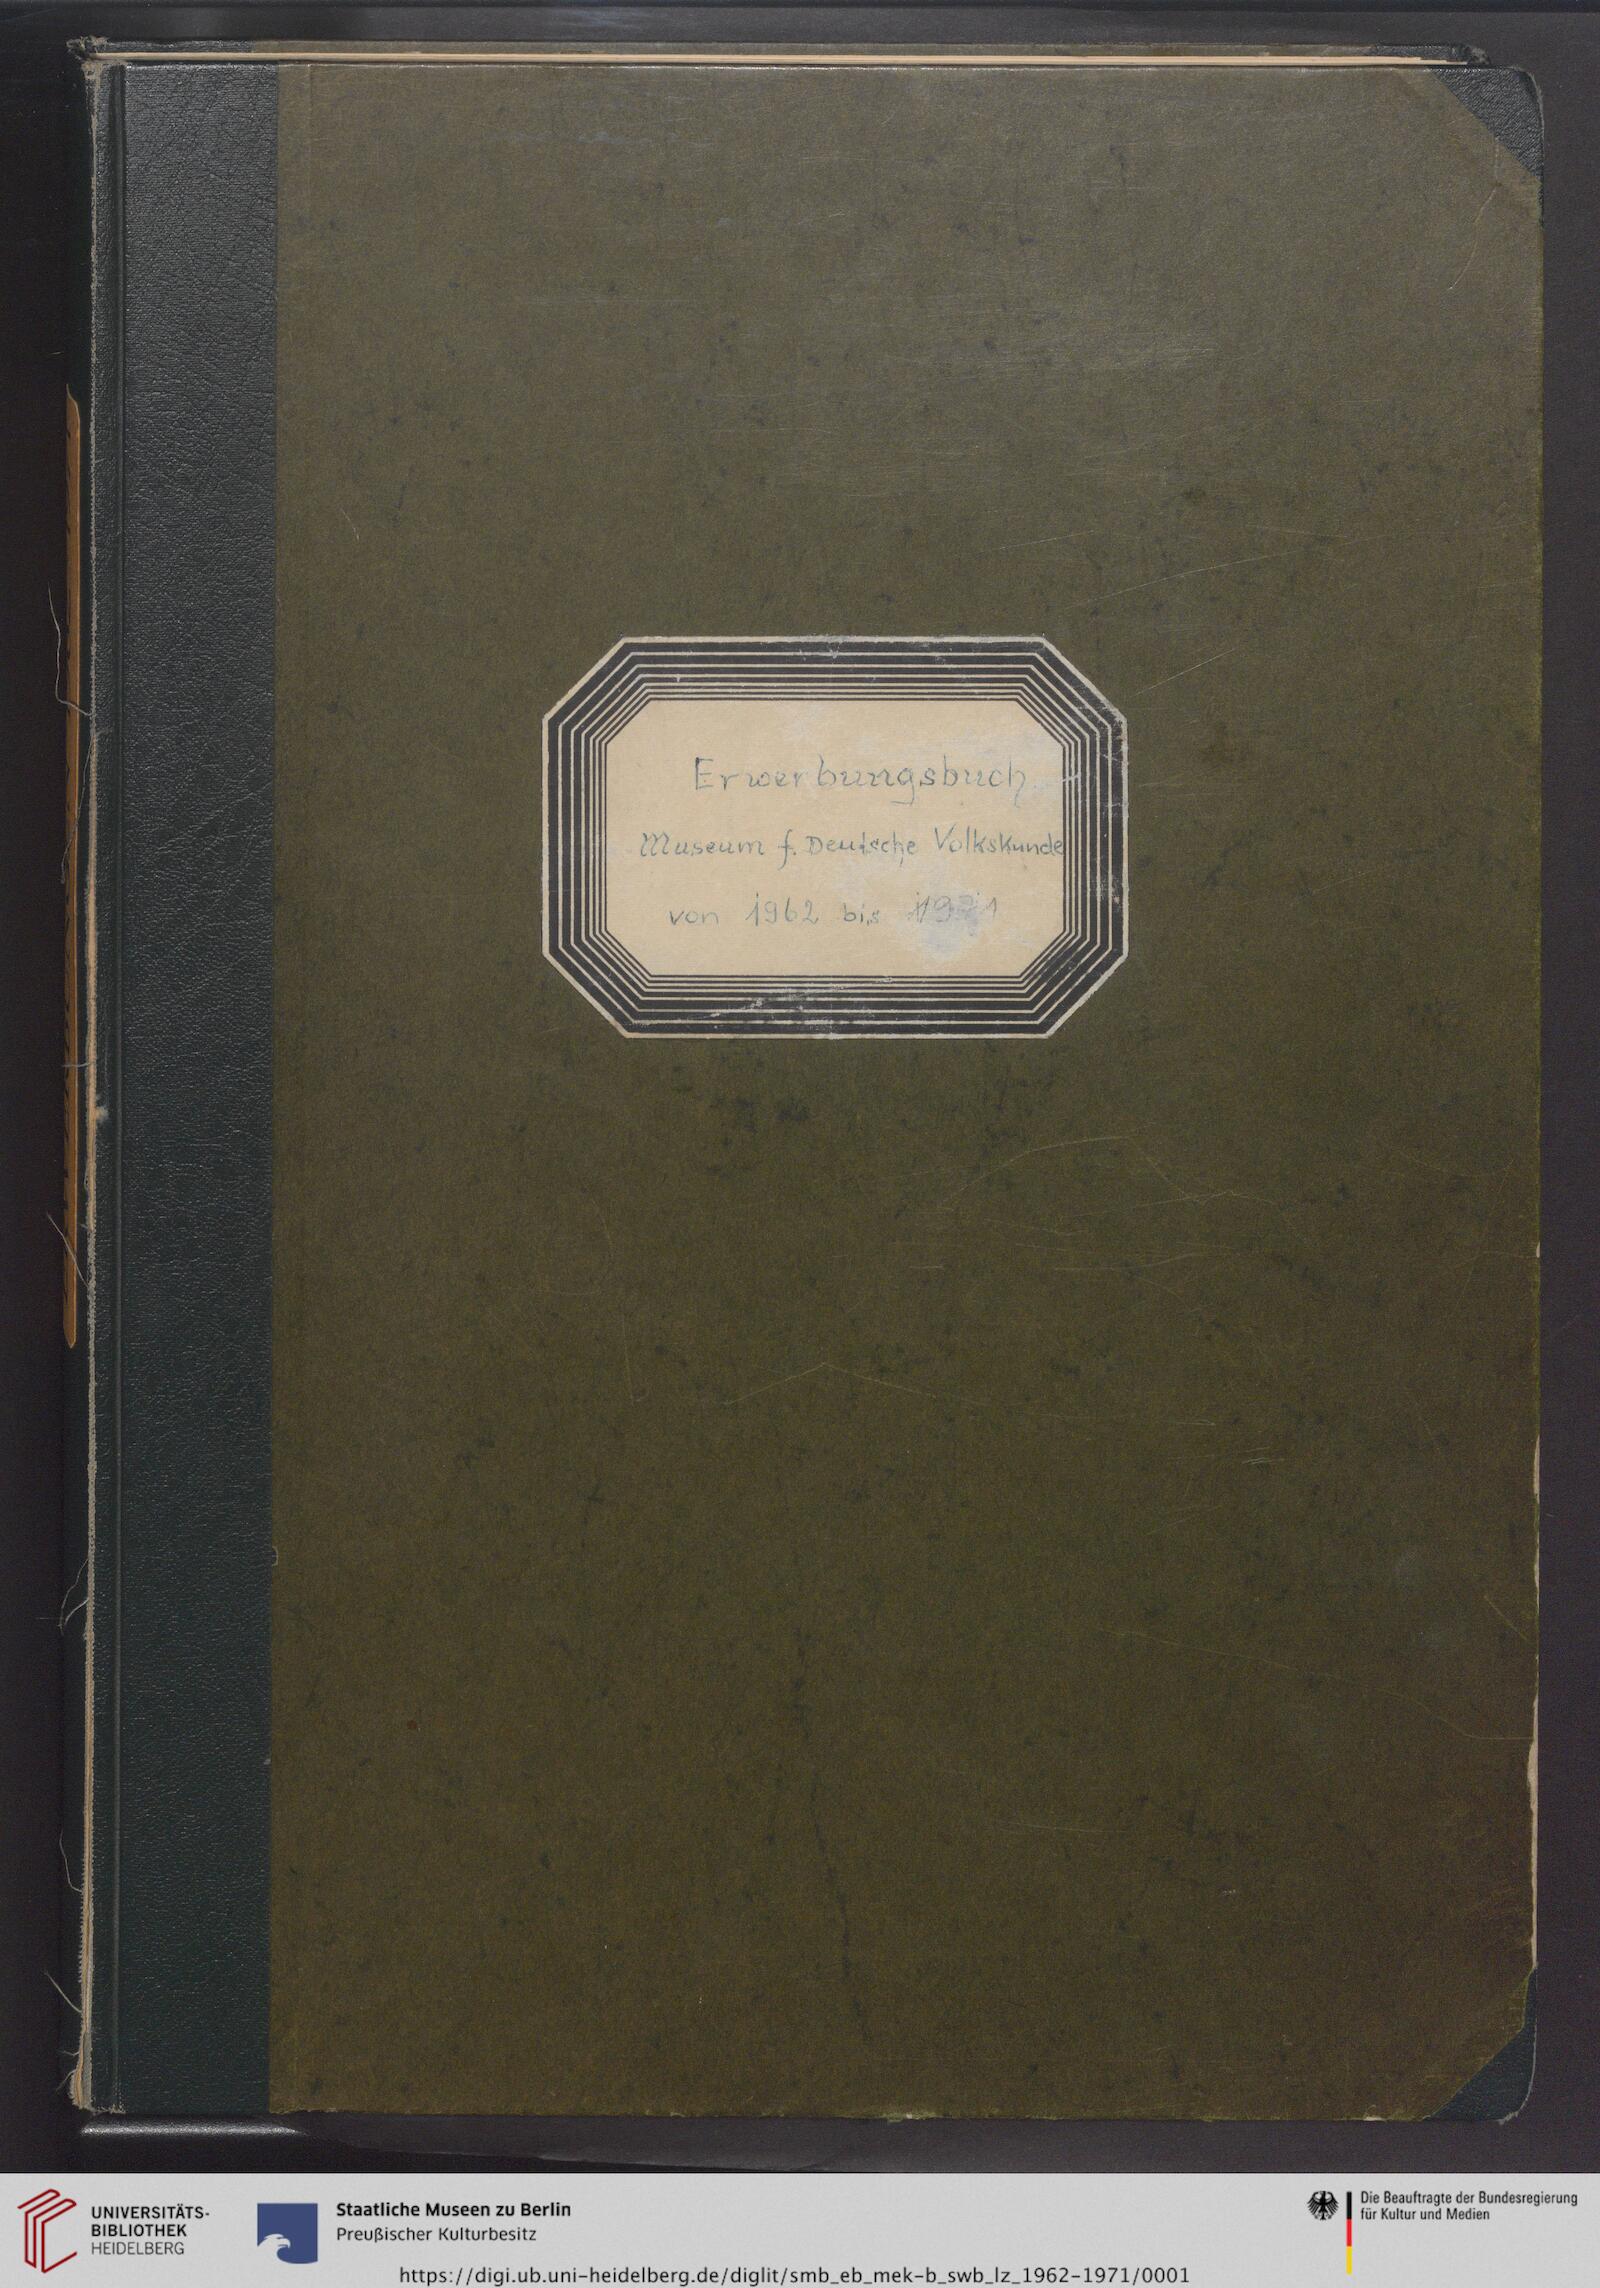 Erwerbungsbuch
Museum f. Deutsche Volkskunde
von 1962 bis 1971
UNIVERSITÄTS-
BIBLIOTHEK
HEIDELBERG
Staatliche Museen zu Berlin
Preußischer Kulturbesitz
Die Beauftragte der Bundesregierung
für Kultur und Medien
https://digi.ub.uni-heidelberg.de/diglit/smb_eb_mek-b_swb_lz_1962-1971/0001